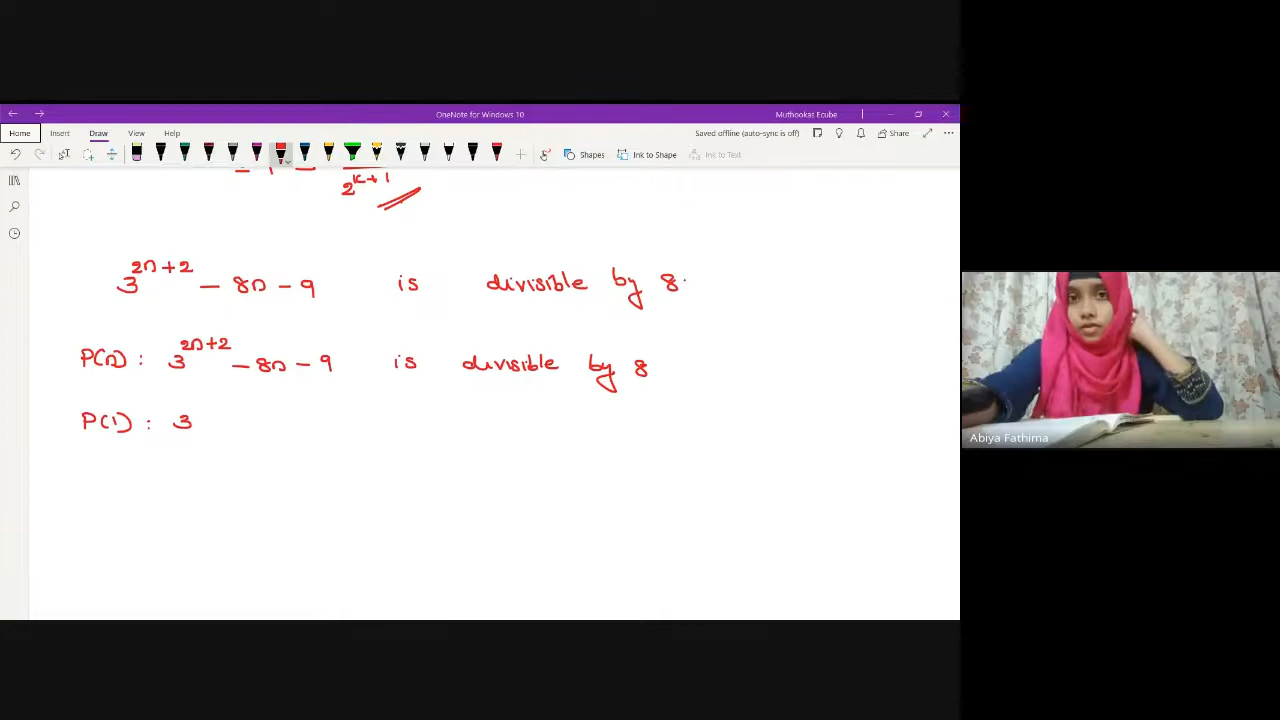 OneNote for Windows 10
Muthookas Ecube
Home Insert Draw View Help
Saved offline (auto-sync is off) Share
Shapes Ink to Shape Ink to Text
2^{k+1}
3^{2n+2} - 8n - 9 is divisible by 8.
P(n) : 3^{2n+2} - 8n - 9 is divisible by 8
P(1) : 3
Abiya Fathima